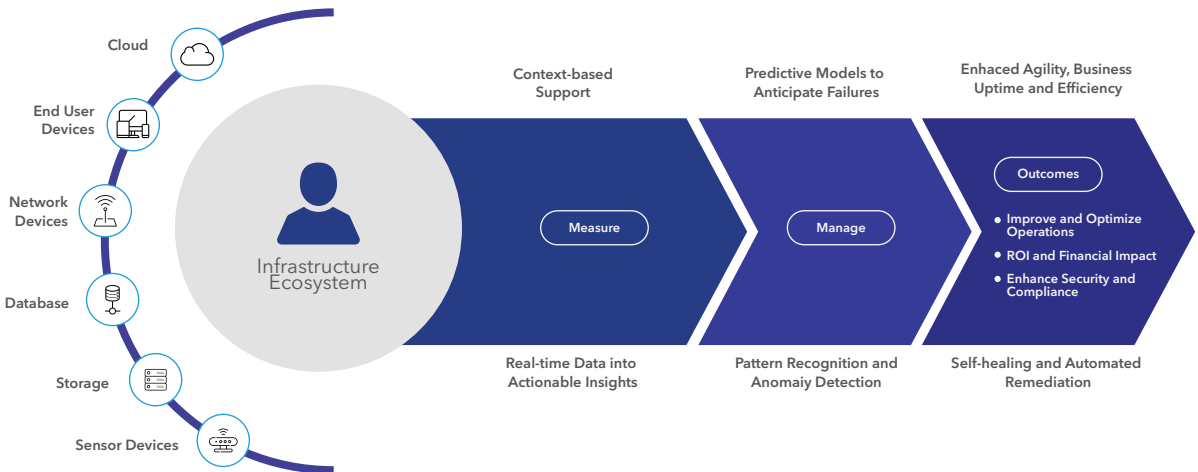 Cloud
End User
Devices
Network
Devices
Database
Storage
Sensor Devices
Infrastructure
Ecosystem
Context-based
Support
Measure
Real-time Data into
Actionable Insights
Predictive Models to
Anticipate Failures
Manage
Pattern Recognition and
Anomaiy Detection
Enhaced Agility, Business
Uptime and Efficiency
Outcomes
Improve and Optimize
Operations
ROI and Financial Impact
Enhance Security and
Compliance
Self-healing and Automated
Remediation